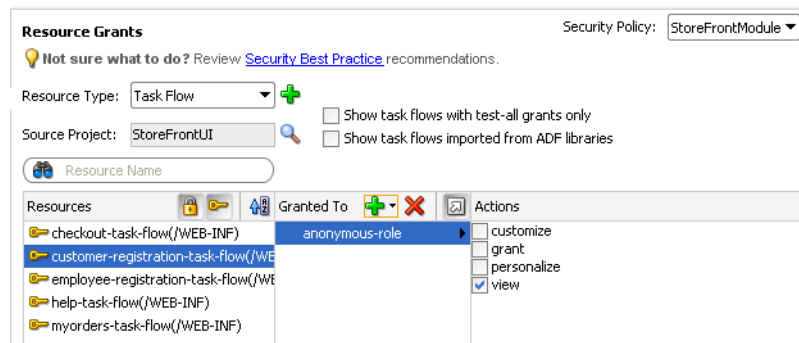 Resource Grants
Security Policy: StoreFrontModule
Not sure what to do? Review Security Best Practice recommendations.
Resource Type: Task Flow
Show task flows with test-all grants only
Source Project: StoreFrontUI
Show task flows imported from ADF libraries
Resource Name
Resources Granted To Actions
checkout-task-flow(/WEB-INF) anonymous-role customize
customer-registration-task-flow(/WE grant
employee-registration-task-flow(/WE personalize
help-task-flow(/WEB-INF) view
myorders-task-flow(/WEB-INF)